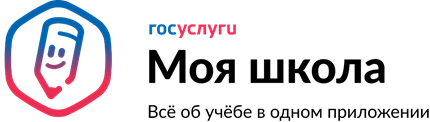 госуслуги
Моя школа
Всё об учёбе в одном приложении